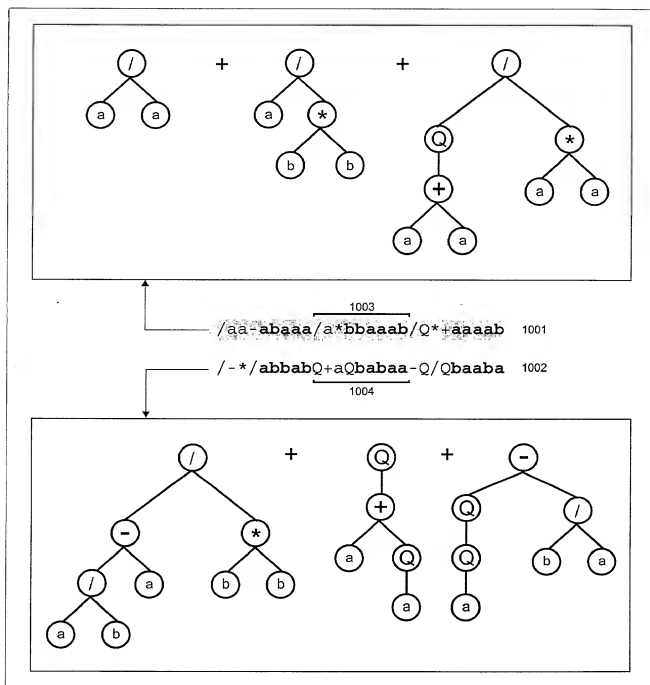 / + / + /
a a a *
Q *
b b
+ a a
a a
1003
/aa-abaaa/a*bbaaab/Q*+aaaab 1001
/-*/abbabQ+aQbabaa-Q/Qbaaba 1002
1004
/ + Q + -
+ Q /
- *
a Q Q b a
/ a b b
a a
a b